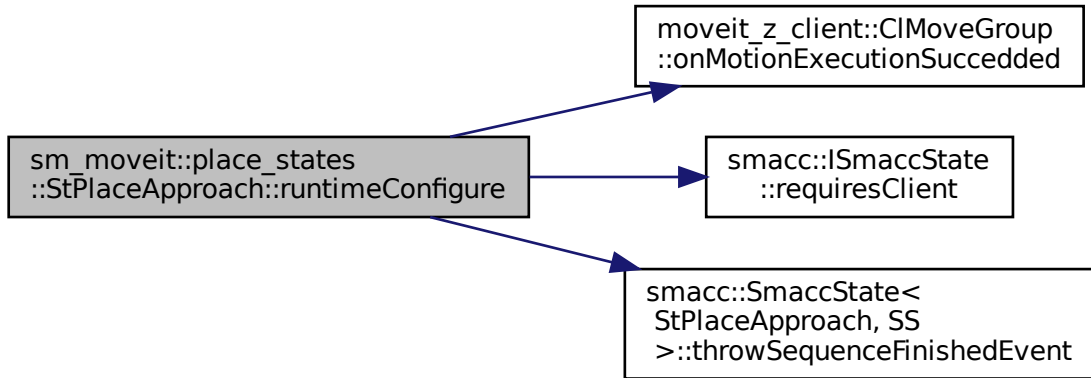 sm_moveit::place_states
::StPlaceApproach::runtimeConfigure
moveit_z_client::ClMoveGroup
::onMotionExecutionSuccedded
smacc::ISmaccState
::requiresClient
smacc::SmaccState<
StPlaceApproach, SS
>::throwSequenceFinishedEvent